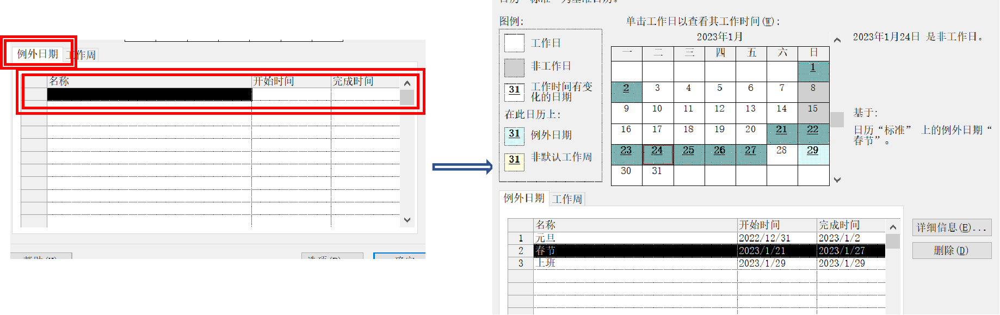 例外日期
工作周
名称 开始时间 完成时间
日历“标准”为基准日历。
图例:
工作日
非工作日
31 工作时间有变
化的日期
在此日历上:
31 例外日期
31 非默认工作周
单击工作日以查看其工作时间(W):
2023年1月
一 二 三 四 五 六 日
1
2 3 4 5 6 7 8
9 10 11 12 13 14 15
16 17 18 19 20 21 22
23 24 25 26 27 28 29
30 31
2023年1月24日 是非工作日。
基于:
日历“标准” 上的例外日期“
春节”。
例外日期 工作周
名称 开始时间 完成时间
1 元旦 2022/12/31 2023/1/2
2 春节 2023/1/21 2023/1/27
3 上班 2023/1/29 2023/1/29
详细信息(E)...
删除(D)